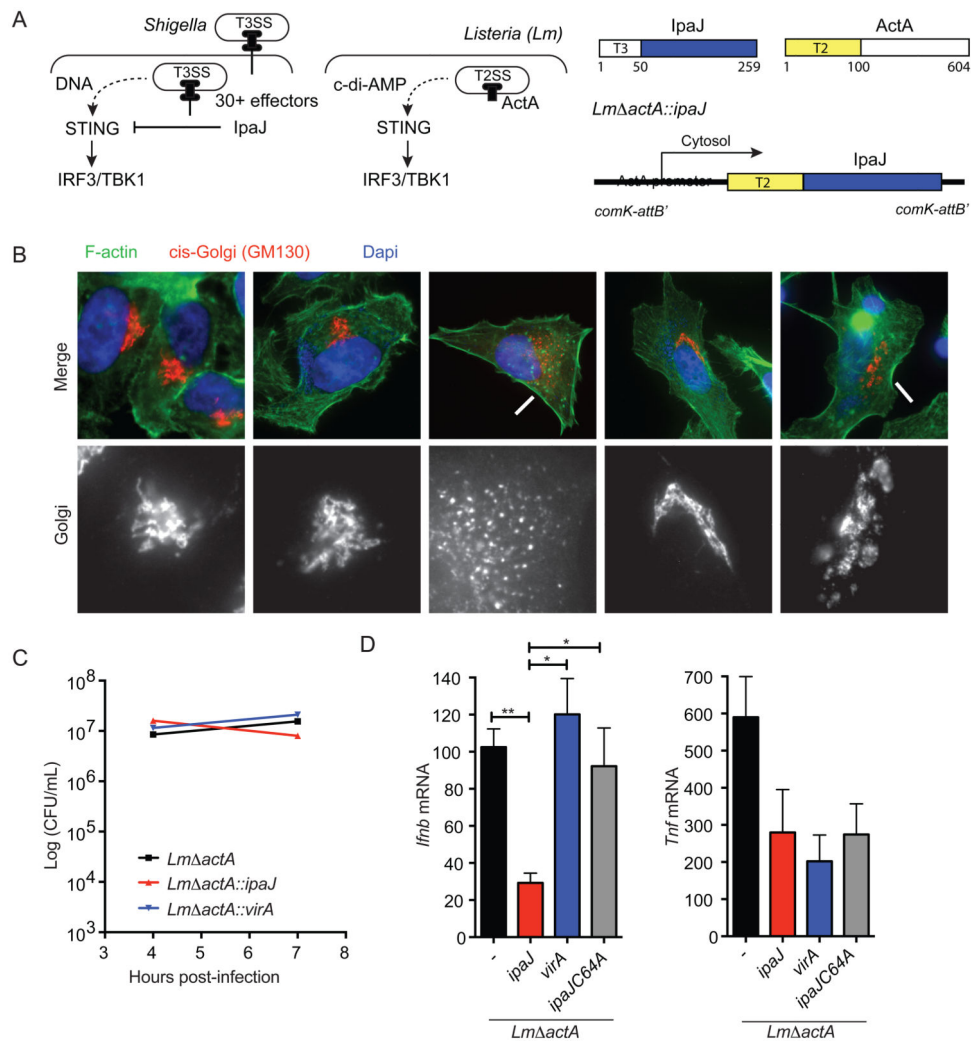 A
Shigella
T3SS
DNA
T3SS
30+ effectors
STING
IpaJ
IRF3/TBK1
Listeria (Lm)
c-di-AMP
T2SS
ActA
STING
IRF3/TBK1
IpaJ
T3
1 50 259
ActA
T2
1 100 604
LmΔactA::ipaJ
Cytosol
IpaJ
ActA promoter
T2
comK-attB' comK-attB'
B
F-actin cis-Golgi (GM130) Dapi
Merge
Golgi
C
Log (CFU/mL)
10^8
10^7
10^6
10^5
10^4
10^3
LmΔactA
LmΔactA::ipaJ
LmΔactA::virA
3 4 5 6 7 8
Hours post-infection
D
Ifnb mRNA
140
120
100
80
60
40
20
0
*
*
**
- ipaJ virA ipaJC64A
LmΔactA
Tnf mRNA
700
600
500
400
300
200
100
0
- ipaJ virA ipaJC64A
LmΔactA